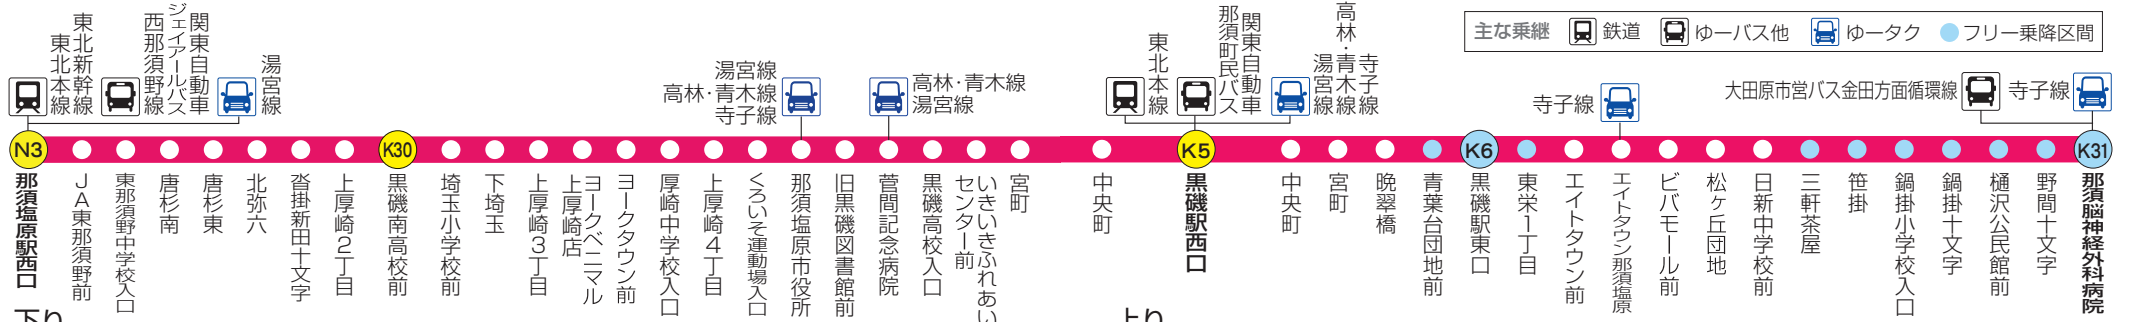 東北新幹線
東北本線
関東自動車
ジェイアールバス
西那須野線
湯宮線
湯宮線
高林・青木線
寺子線
高林・青木線
湯宮線
東北本線
関東自動車
那須町民バス
寺子線
高林・青木線
湯宮線
主な乗継 鉄道 ゆーバス他 ゆータク フリー乗降区間
寺子線
大田原市営バス金田方面循環線
寺子線
N3
K30
K5
K6
K31
那須塩原駅西口
JA東那須野前
東那須野中学校入口
唐杉南
唐杉東
北弥六
沓掛新田十文字
上厚崎2丁目
黒磯南高校前
埼玉小学校前
下埼玉
上厚崎3丁目
ヨークベニマル
上厚崎店
ヨークタウン前
厚崎中学校入口
上厚崎4丁目
くろいそ運動場入口
那須塩原市役所
旧黒磯図書館前
菅間記念病院
黒磯高校入口
いきいきふれあい
センター前
宮町
中央町
黒磯駅西口
中央町
宮町
晩翠橋
青葉台団地前
黒磯駅東口
東栄1丁目
エイトタウン前
エイトタウン那須塩原
ビバモール前
松ヶ丘団地
日新中学校前
三軒茶屋
笹掛
鍋掛小学校入口
鍋掛十文字
樋沢公民館前
野間十文字
那須脳神経外科病院
下り
上り